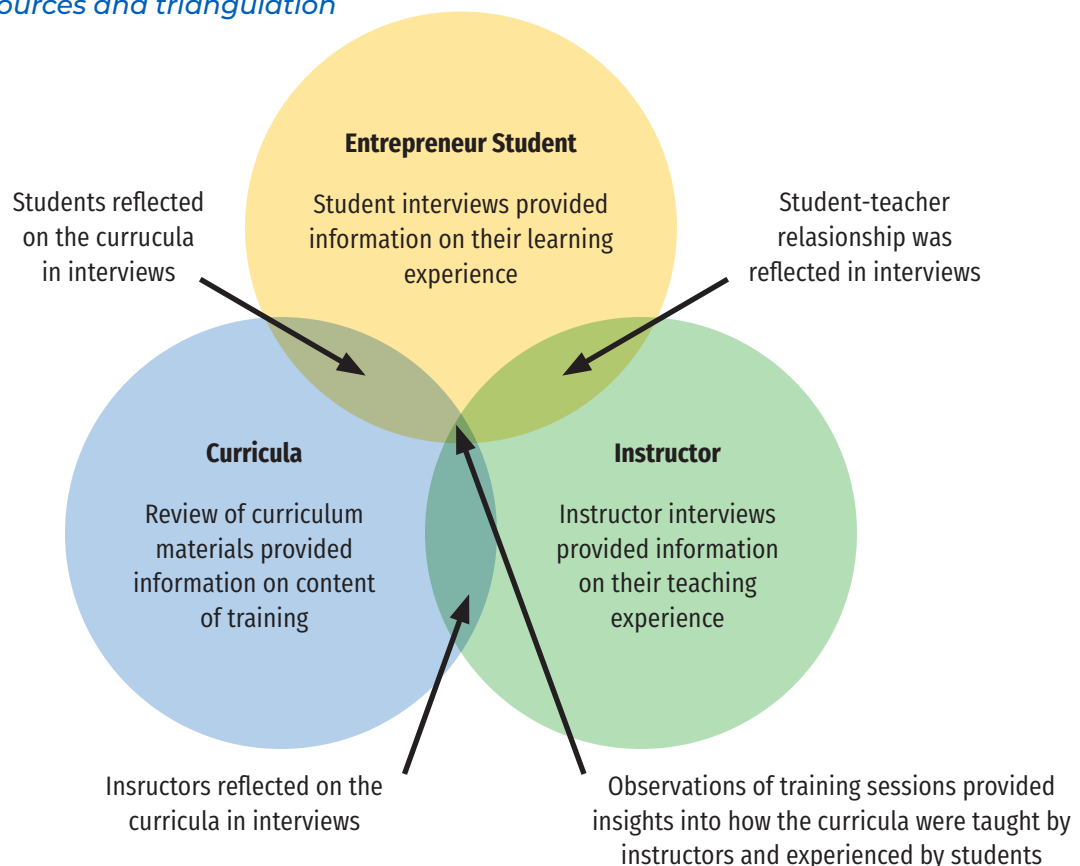 ources and triangulation
Entrepreneur Student
Student interviews provided
information on their learning
experience
Students reflected
on the currucula
in interviews
Student-teacher
relasionship was
reflected in interviews
Curricula
Review of curriculum
materials provided
information on content
of training
Instructor
Instructor interviews
provided information
on their teaching
experience
Insructors reflected on the
curricula in interviews
Observations of training sessions provided
insights into how the curricula were taught by
instructors and experienced by students